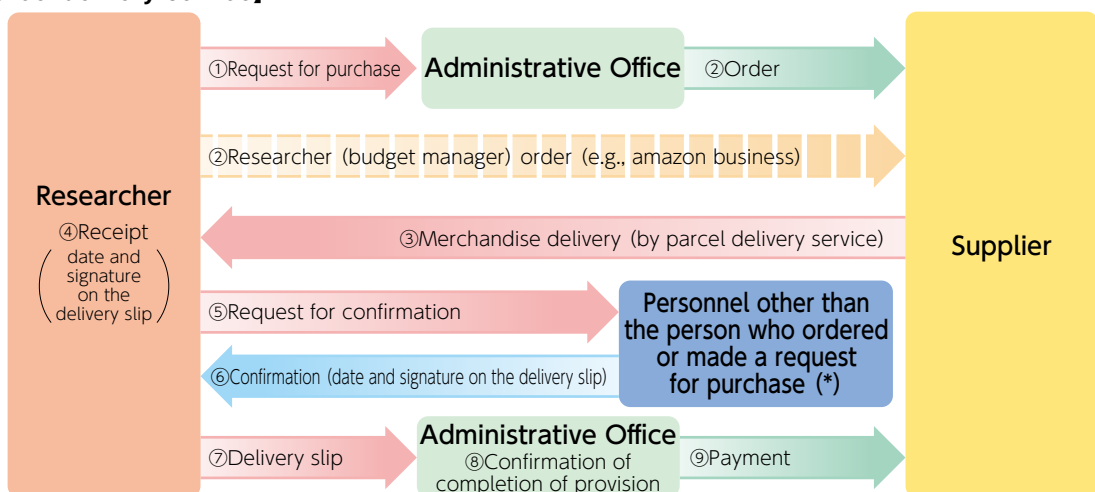 ①Request for purchase
Administrative Office
②Order
②Researcher (budget manager) order (e.g., amazon business)
Researcher
④Receipt
(date and
signature
on the
delivery slip)
③Merchandise delivery (by parcel delivery service)
Supplier
⑤Request for confirmation
Personnel other than
the person who ordered
or made a request
for purchase (*)
⑥Confirmation (date and signature on the delivery slip)
⑦Delivery slip
Administrative Office
⑧Confirmation of
completion of provision
⑨Payment